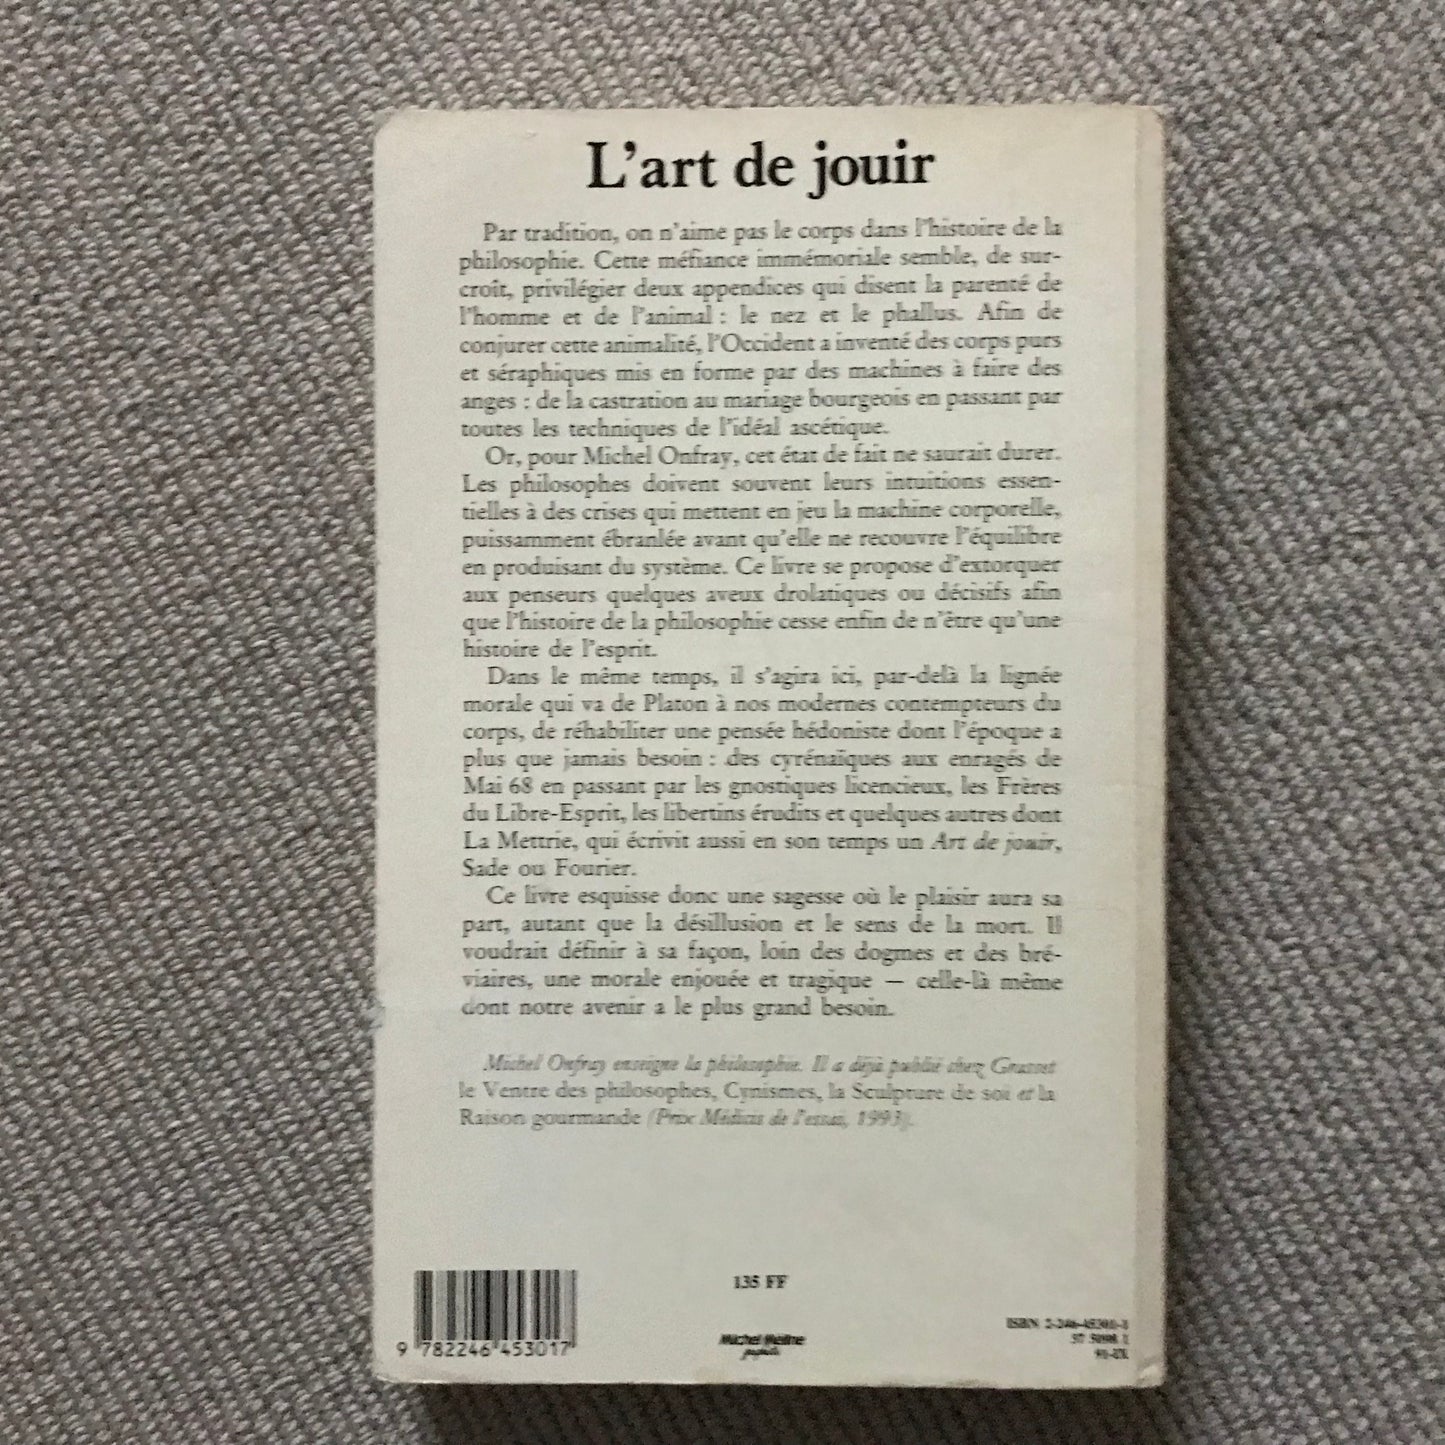 L'art de jouir
Par tradition, on n'aime pas le corps dans l'histoire de la
philosophie. Cette méfiance immémoriale semble, de sur-
croît, privilégier deux appendices qui disent la parenté de
l'homme et de l'animal : le nez et le phallus. Afin de
conjurer cette animalité, l'Occident a inventé des corps purs
et séraphiques mis en forme par des machines à faire des
anges : de la castration au mariage bourgeois en passant par
toutes les techniques de l'idéal ascétique.
Or, pour Michel Onfray, cet état de fait ne saurait durer.
Les philosophes doivent souvent leurs intuitions essen-
tielles à des crises qui mettent en jeu la machine corporelle,
puissamment ébranlée avant qu'elle ne recouvre l'équilibre
en produisant du système. Ce livre se propose d'extorquer
aux penseurs quelques aveux drolatiques ou décisifs afin
que l'histoire de la philosophie cesse enfin de n'être qu'une
histoire de l'esprit.
Dans le même temps, il s'agira ici, par-delà la lignée
morale qui va de Platon à nos modernes contempteurs du
corps, de réhabiliter une pensée hédoniste dont l'époque a
plus que jamais besoin : des cyrénaïques aux enragés de
Mai 68 en passant par les gnostiques licencieux, les Frères
du Libre-Esprit, les libertins érudits et quelques autres dont
La Mettrie, qui écrivit aussi en son temps un Art de jouir,
Sade ou Fourier.
Ce livre esquisse donc une sagesse où le plaisir aura sa
part, autant que la désillusion et le sens de la mort. Il
voudrait définir à sa façon, loin des dogmes et des bré-
viaires, une morale enjouée et tragique — celle-là même
dont notre avenir a le plus grand besoin.
Michel Onfray enseigne la philosophie. Il a déjà publié chez Grasset
le Ventre des philosophes, Cynismes, la Sculpture de soi et la
Raison gourmande (Prix Médicis de l'essai, 1993).
135 FF
9 782246 453017
ISBN 2-246-45301-1